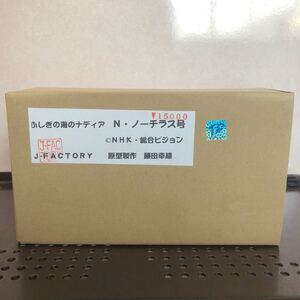 ¥15000
ふしぎの海のナディア N・ノーチラス号
©NHK・総合ビジョン
J-FAC
J-FACTORY 原型製作 藤田幸雄